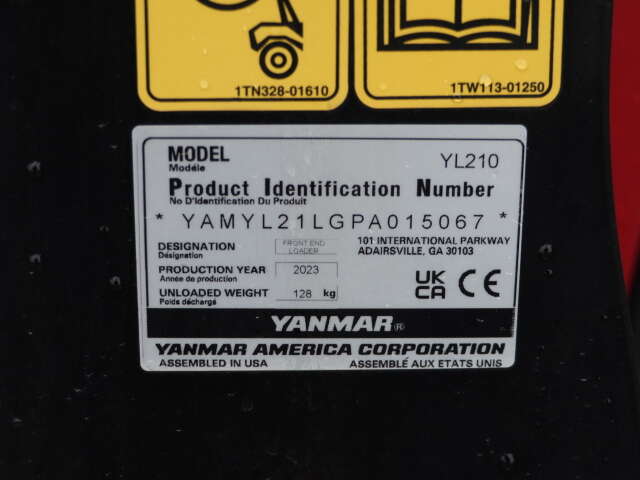 1TN328-01610
1TW113-01250
MODEL
Modèle
YL210
Product Identification Number
No D'Identification Du Produit
* YAMYL21LGPA015067 *
DESIGNATION
Désignation
FRONT END
LOADER
101 INTERNATIONAL PARKWAY
ADAIRSVILLE, GA 30103
PRODUCTION YEAR
Année de production
2023
UNLOADED WEIGHT
Poids déchargé
128 kg
UK
CA CE
YANMAR®
YANMAR AMERICA CORPORATION
ASSEMBLED IN USA
ASSEMBLÉ AUX ETATS UNIS